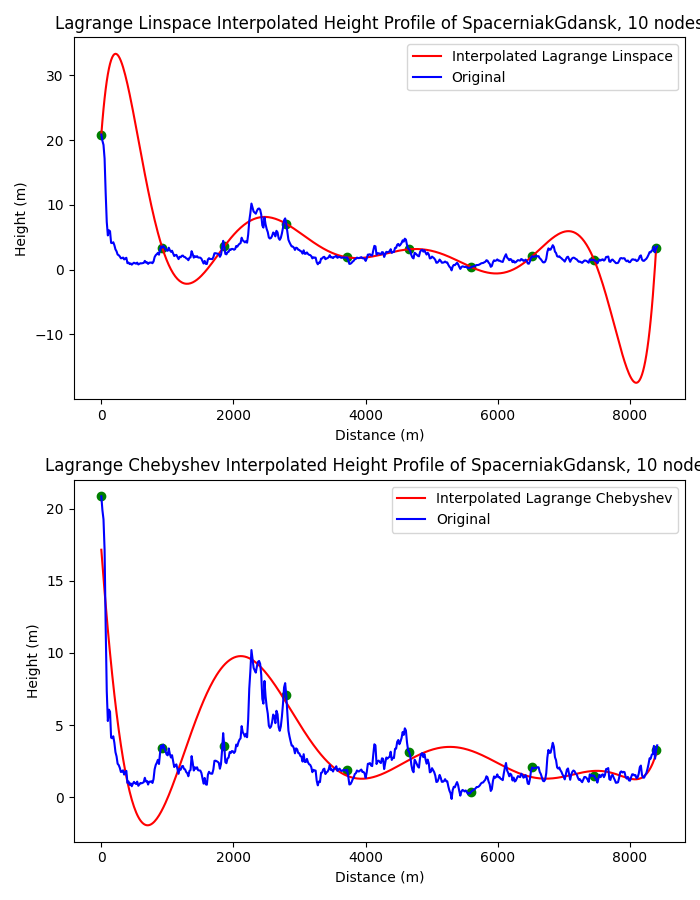 Lagrange Linspace Interpolated Height Profile of SpacerniakGdansk, 10 nodes
Interpolated Lagrange Linspace
Original
30
20
10
0
−10
Height (m)
0
2000
4000
6000
8000
Distance (m)
Lagrange Chebyshev Interpolated Height Profile of SpacerniakGdansk, 10 node
Interpolated Lagrange Chebyshev
Original
20
15
10
5
0
Height (m)
0
2000
4000
6000
8000
Distance (m)